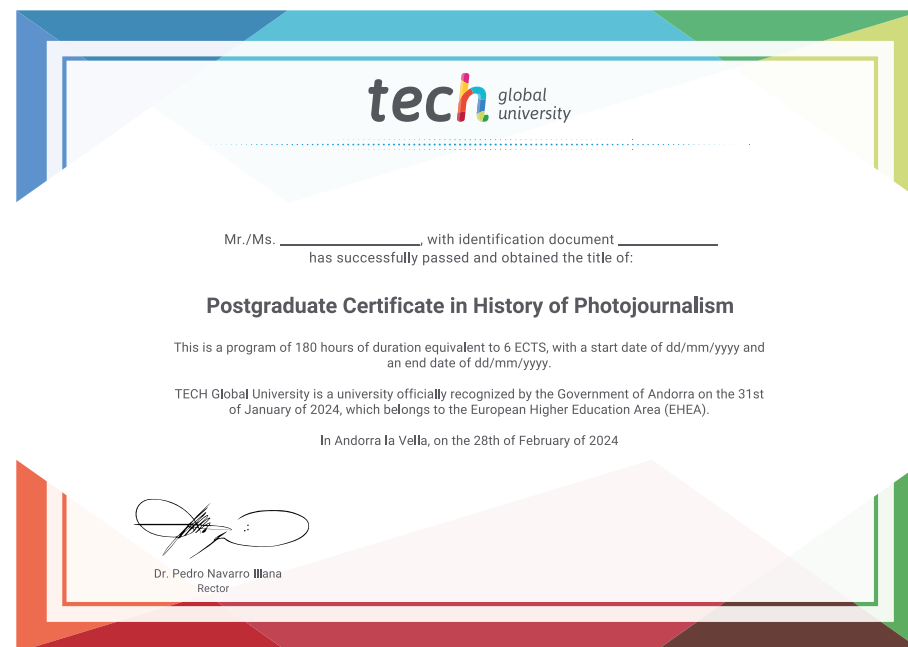 tech global
university
Mr./Ms. ____________, with identification document ____________
has successfully passed and obtained the title of:
Postgraduate Certificate in History of Photojournalism
This is a program of 180 hours of duration equivalent to 6 ECTS, with a start date of dd/mm/yyyy and
an end date of dd/mm/yyyy.
TECH Global University is a university officially recognized by the Government of Andorra on the 31st
of January of 2024, which belongs to the European Higher Education Area (EHEA).
In Andorra la Vella, on the 28th of February of 2024
Dr. Pedro Navarro Illana
Rector